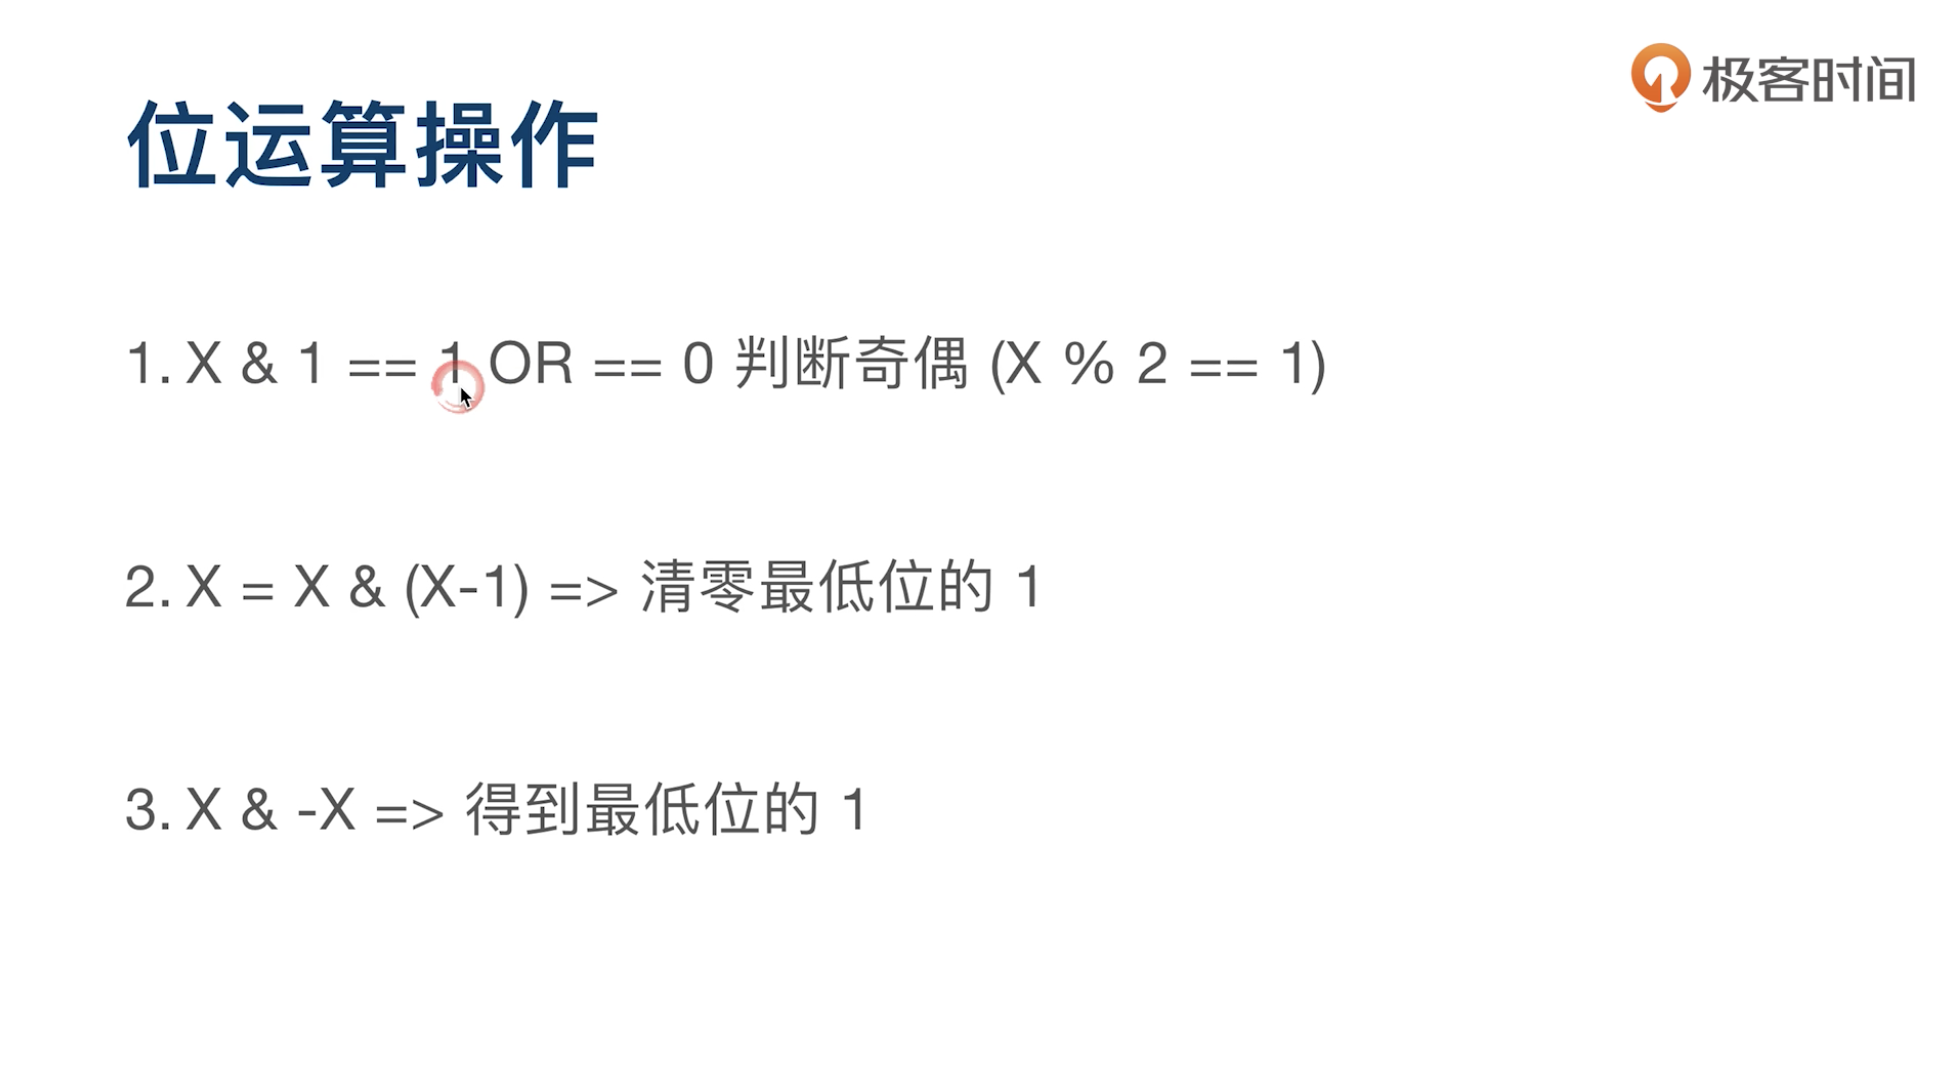 极客时间
位运算操作
1. X & 1 == 1 OR == 0 判断奇偶 (X % 2 == 1)
2. X = X & (X-1) => 清零最低位的 1
3. X & -X => 得到最低位的 1